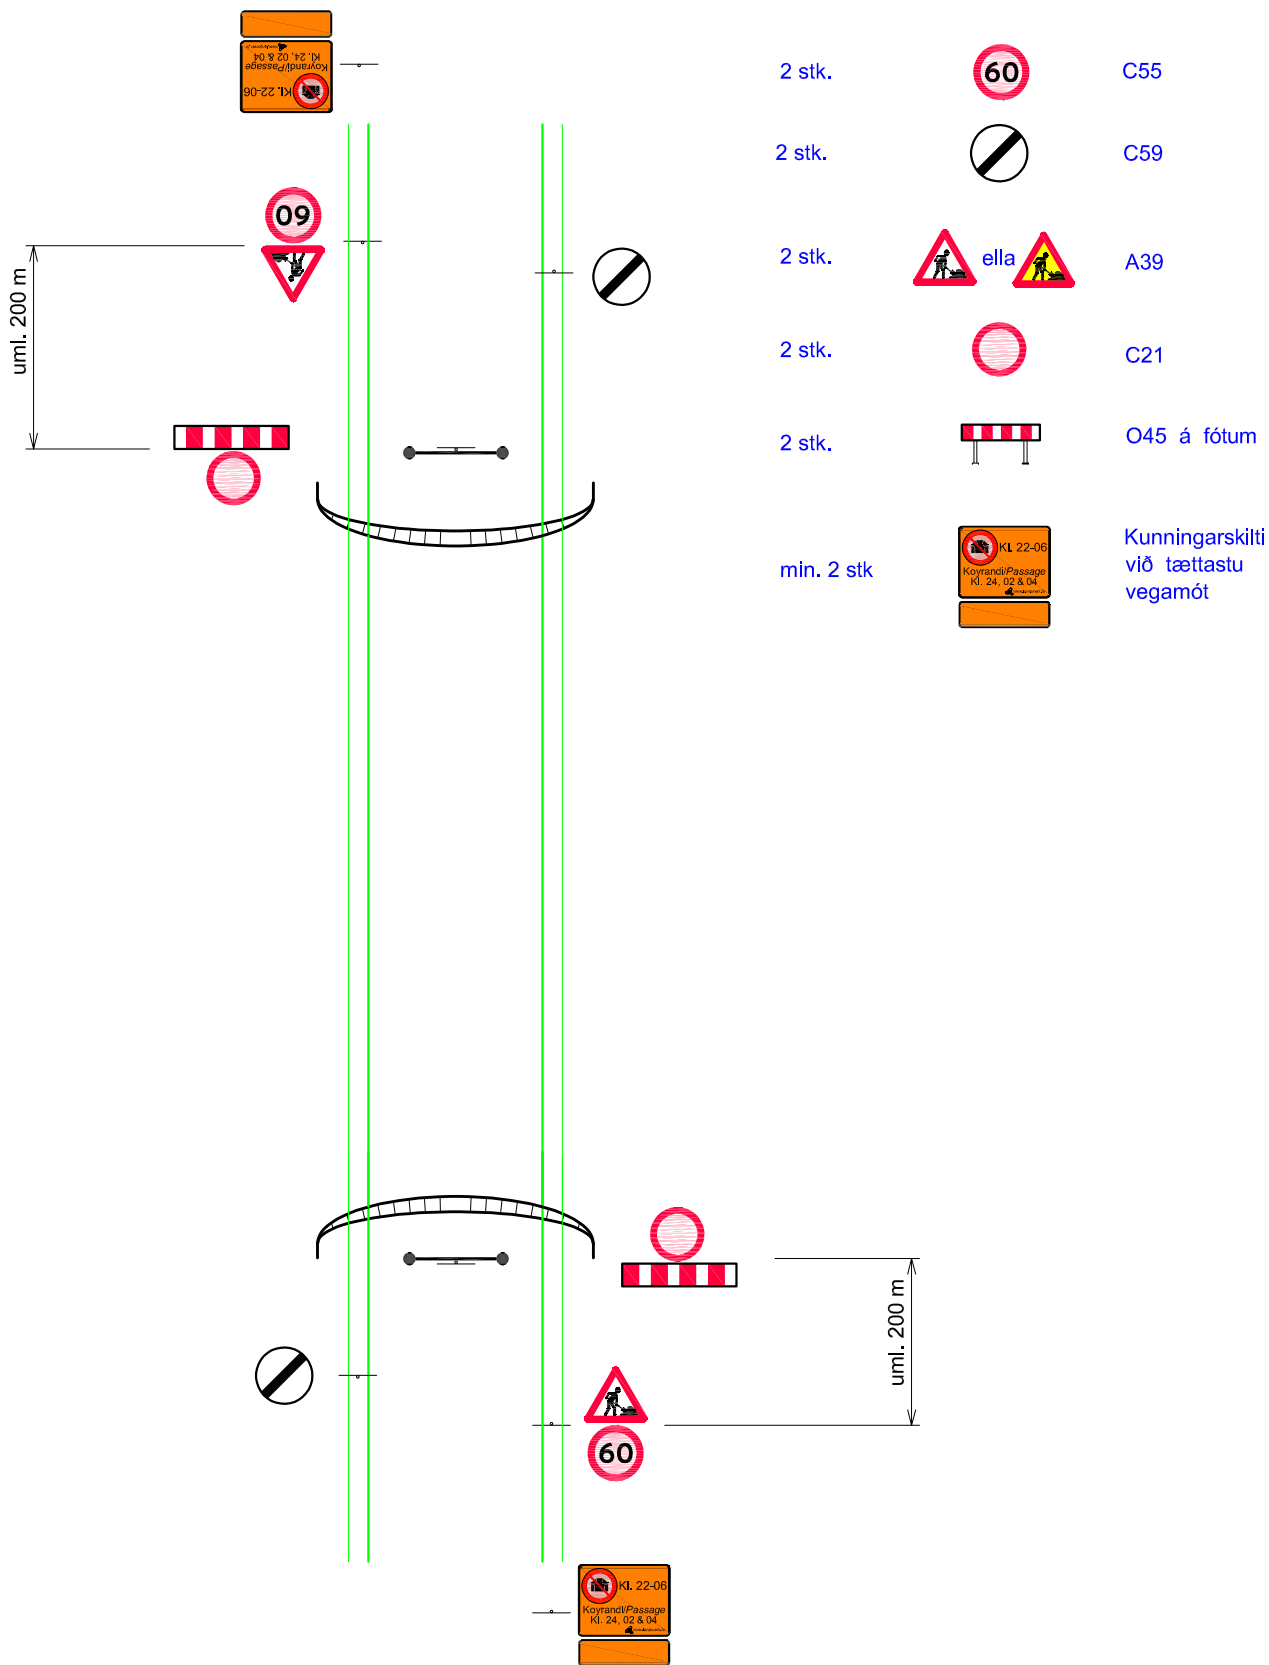 Kl. 22-06
Koyrandi/Passage
Kl. 24, 02 & 04
60
uml. 200 m
2 stk.
60
C55
2 stk.
C59
2 stk.
ella
A39
2 stk.
C21
2 stk.
O45 á fótum
min. 2 stk
Kl. 22-06
Koyrandi/Passage
Kl. 24, 02 & 04
Kunningarskilti
við tættastu
vegamót
uml. 200 m
60
Kl. 22-06
Koyrandi/Passage
Kl. 24, 02 & 04